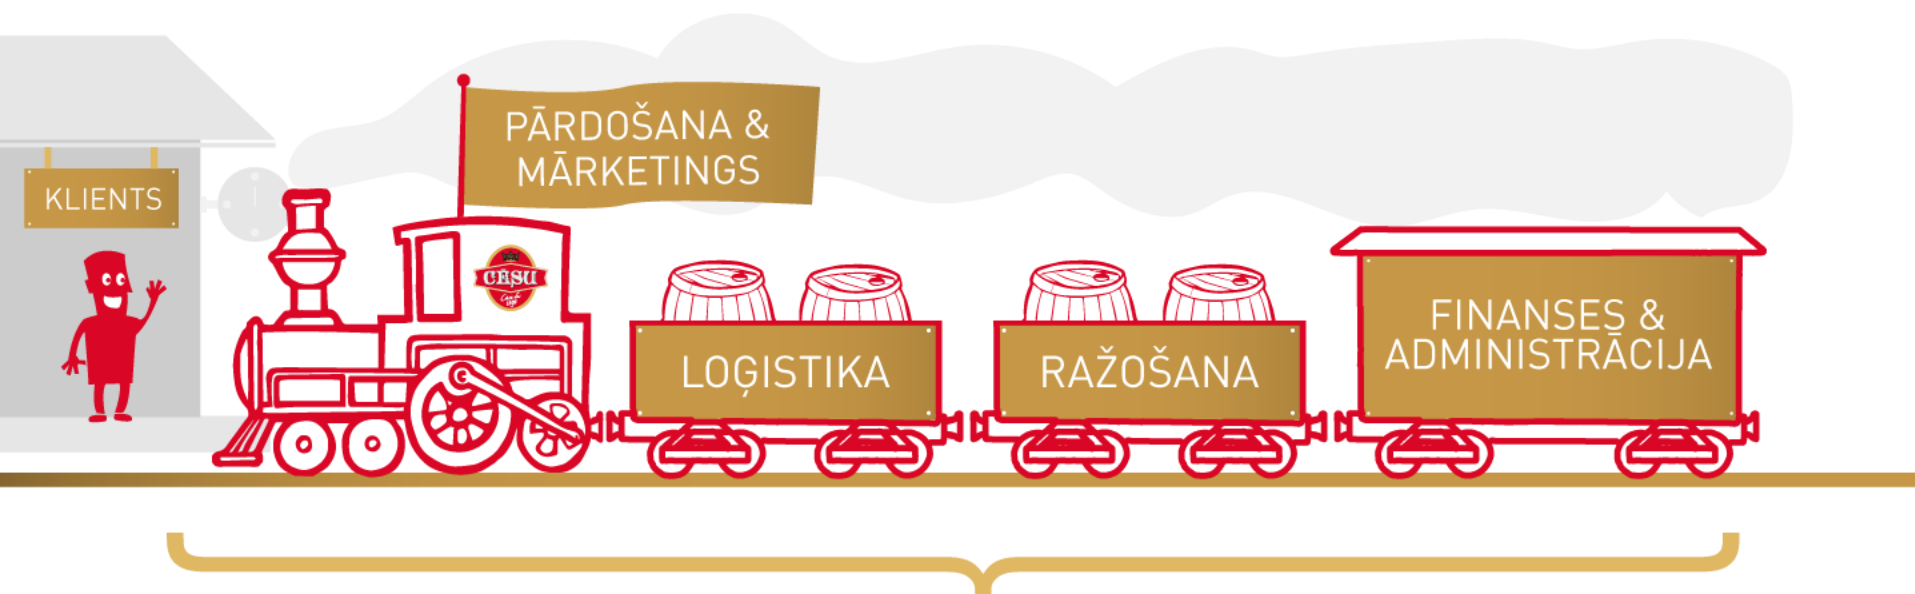 PĀRDOŠANA &
MĀRKETINGS
KLIENTS
CĒSU
LOĢISTIKA
RAŽOŠANA
FINANSES &
ADMINISTRĀCIJA